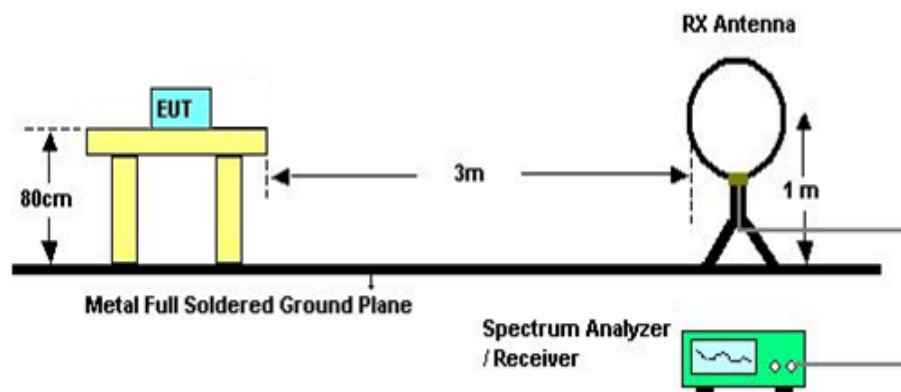 RX Antenna
EUT
3m
80cm
1 m
Metal Full Soldered Ground Plane
Spectrum Analyzer
/ Receiver